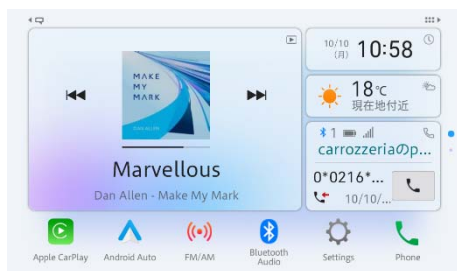 MAKE
MY
MARK
DAN ALLEN
Marvellous
Dan Allen - Make My Mark
10/10
(月)
10:58
18℃
現在地付近
1
carrozzeriaのp...
0*0216*...
10/10/...
Apple CarPlay
Android Auto
FM/AM
Bluetooth
Audio
Settings
Phone